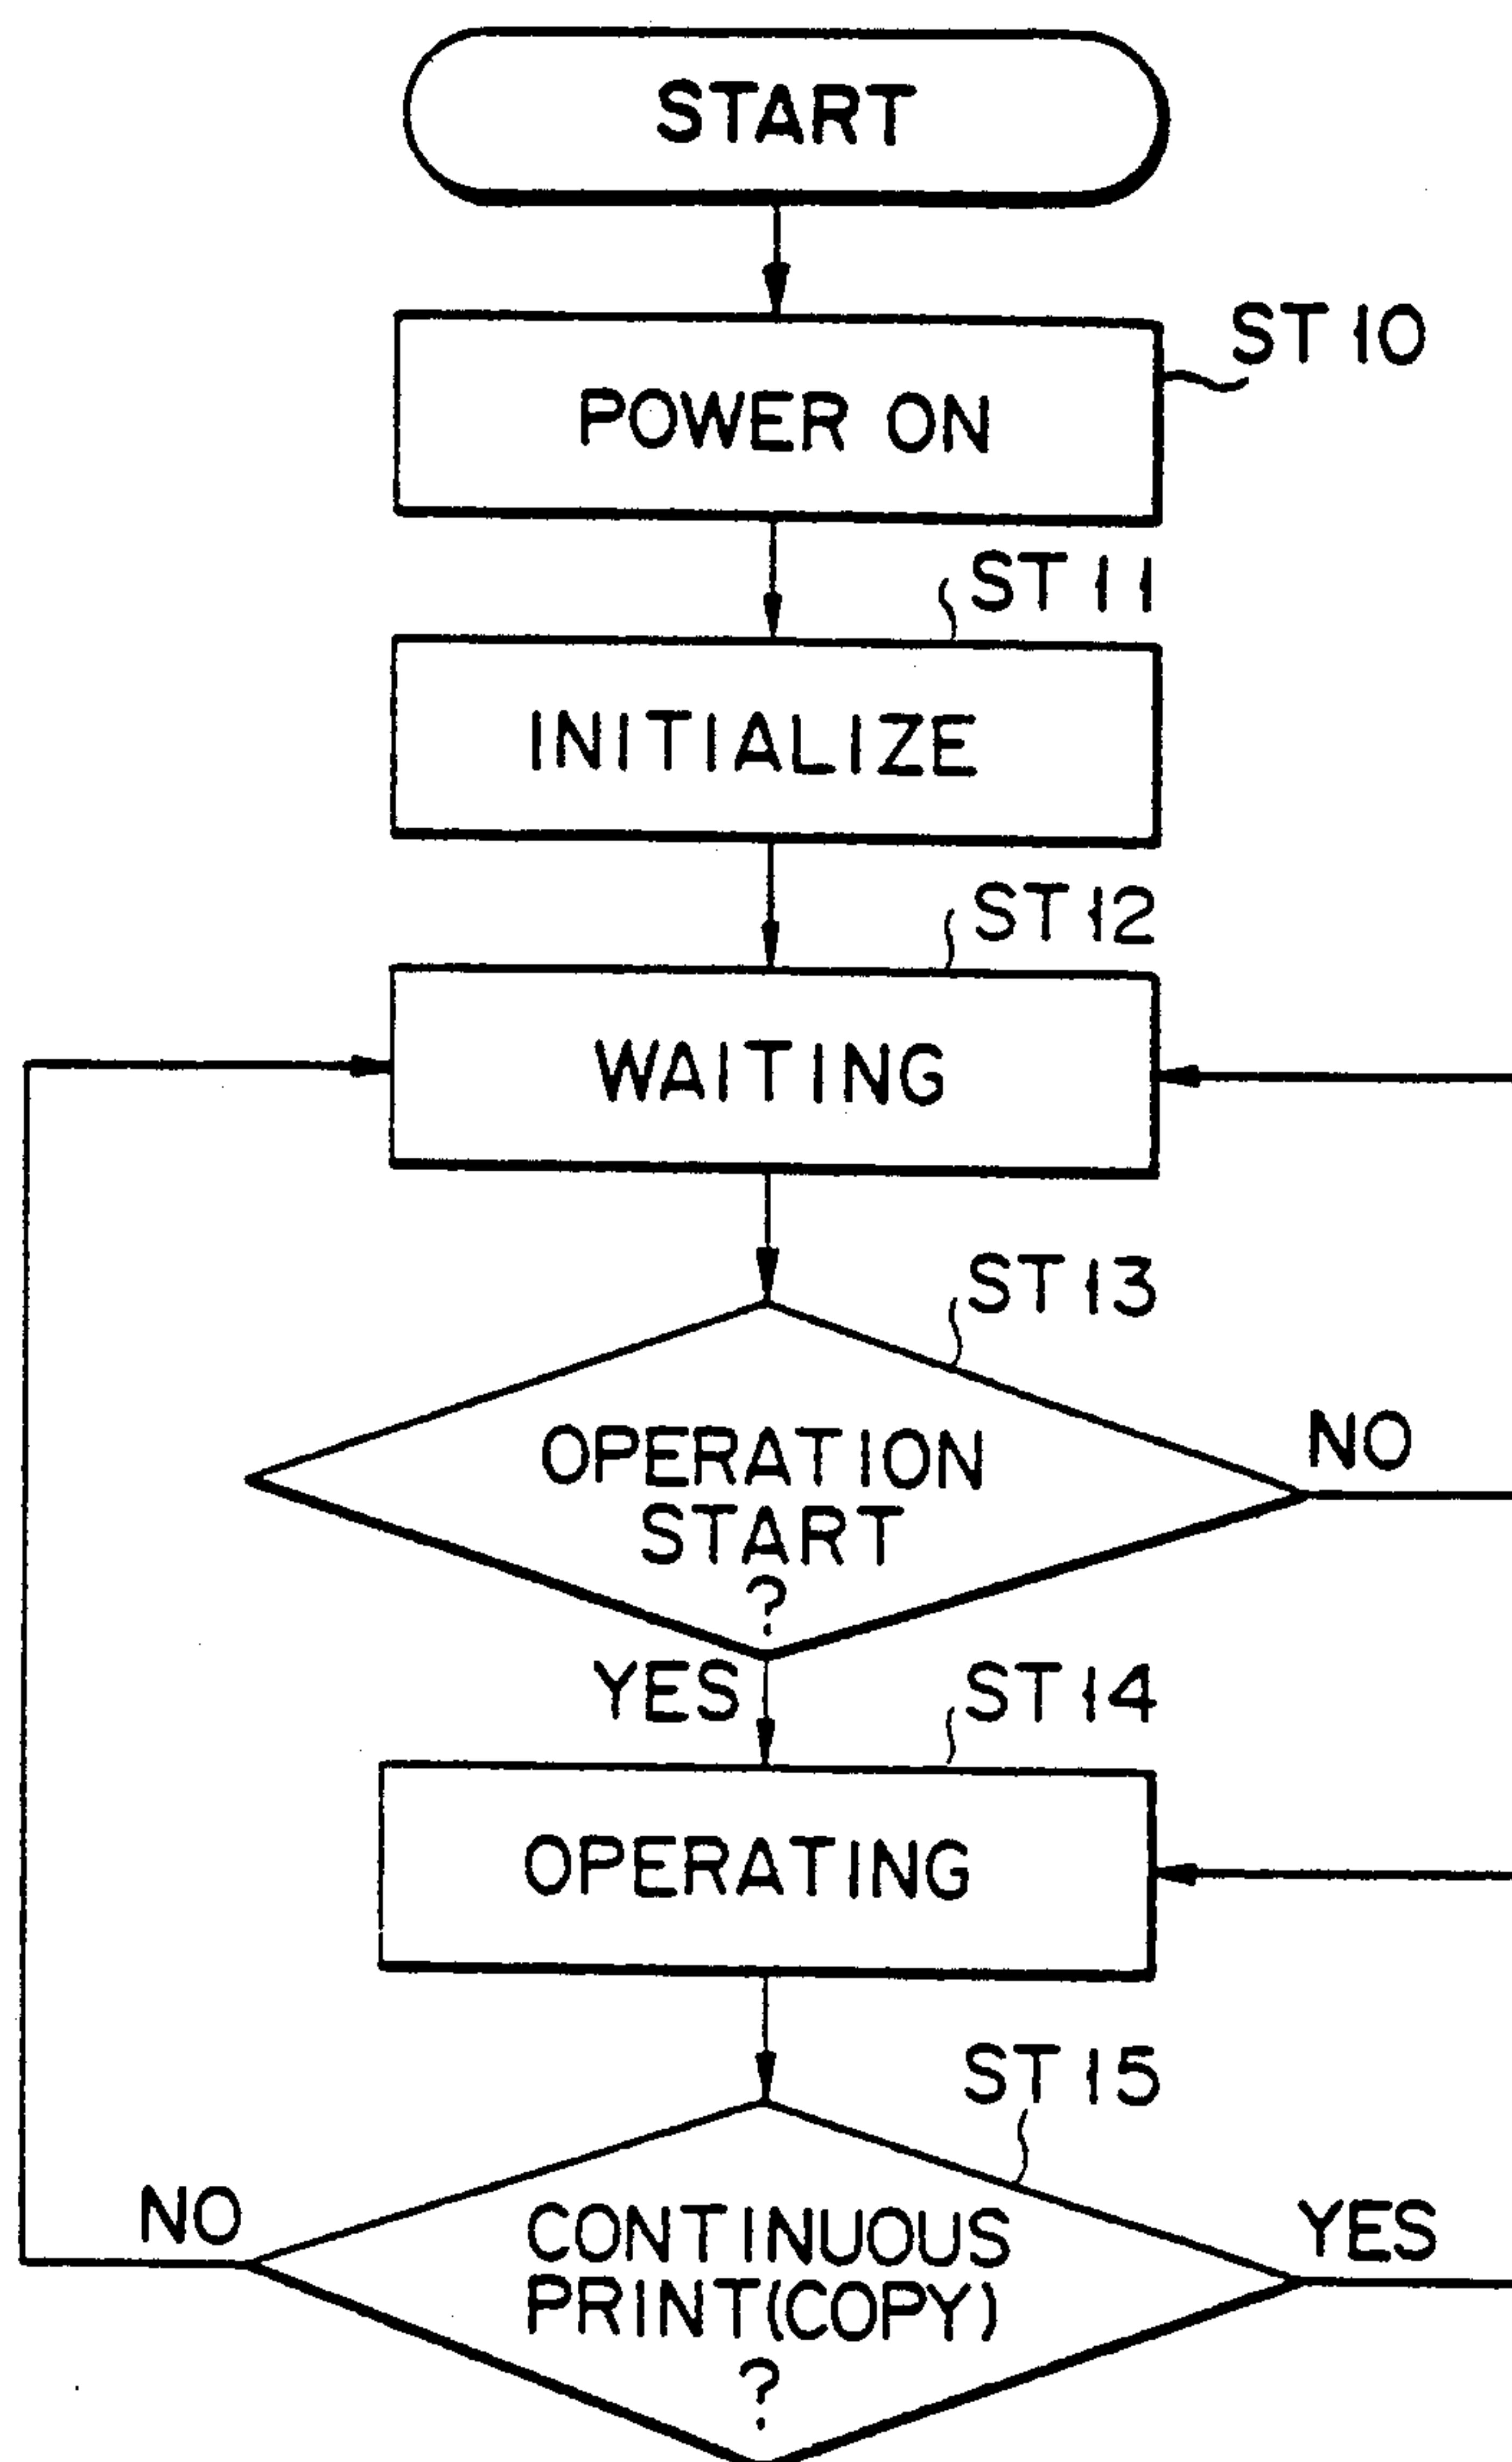 START
ST10
POWER ON
ST11
INITIALIZE
ST12
WAITING
ST13
OPERATION
START
?
NO
YES
ST14
OPERATING
ST15
NO
CONTINUOUS
PRINT(COPY)
?
YES